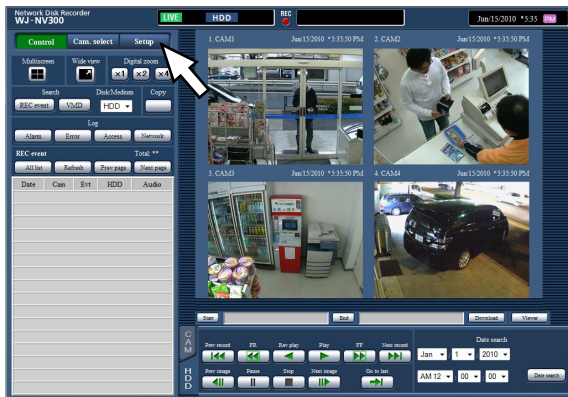 Network Disk Recorder
WJ-NV300
LIVE
HDD
REC
Jun/15/2010 *5:35 PM
Control
Cam. select
Setup
Multiscreen
Wide view
Digital zoom
×1
×2
×4
Search
Disk/Medium
Copy
REC event
VMD
HDD
Log
Alarm
Error
Access
Network
REC event
Total: **
All list
Refresh
Prev page
Next page
Date
Cam
Evt
HDD
Audio
1. CAM1
Jun/15/2010 *5:35:50 PM
2. CAM2
Jun/15/2010 *5:35:50 PM
3. CAM3
Jun/15/2010 *5:35:50 PM
4. CAM4
Jun/15/2010 *5:35:50 PM
Start
End
Download
Viewer
CAM
HDD
Prev record
FR
Rev play
Play
FF
Next record
Prev image
Pause
Stop
Next image
Go to last
Date search
Jan / 1 / 2010
AM 12 : 00 : 00
Date search